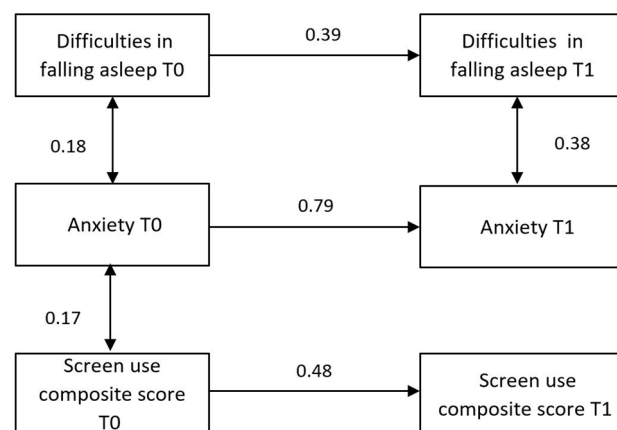 Difficulties in
falling asleep T0
0.39
Difficulties in
falling asleep T1
0.18
0.38
Anxiety T0
0.79
Anxiety T1
0.17
Screen use
composite score
T0
0.48
Screen use
composite score T1